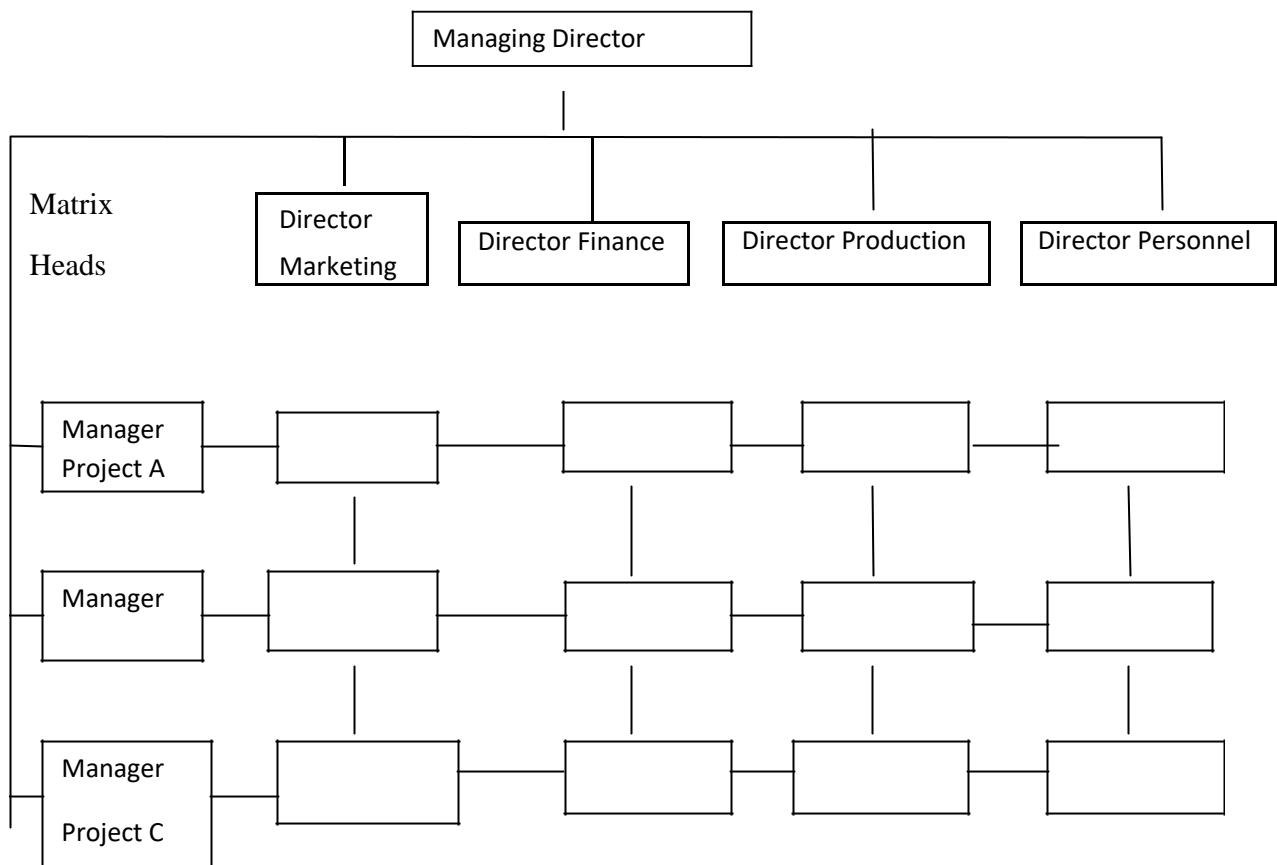 Managing Director
Matrix
Heads
Director
Marketing
Director Finance
Director Production
Director Personnel
Manager
Project A
Manager
Manager
Project C